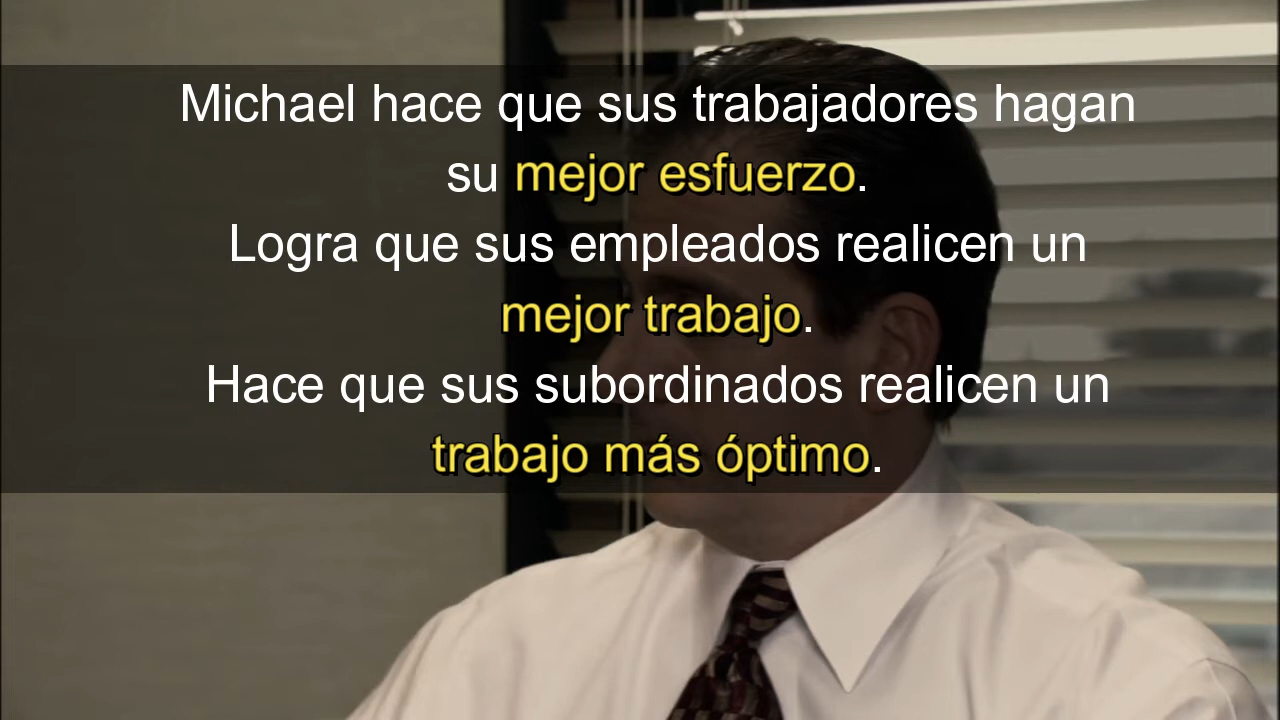 Michael hace que sus trabajadores hagan
su mejor esfuerzo.
Logra que sus empleados realicen un
mejor trabajo.
Hace que sus subordinados realicen un
trabajo más óptimo.